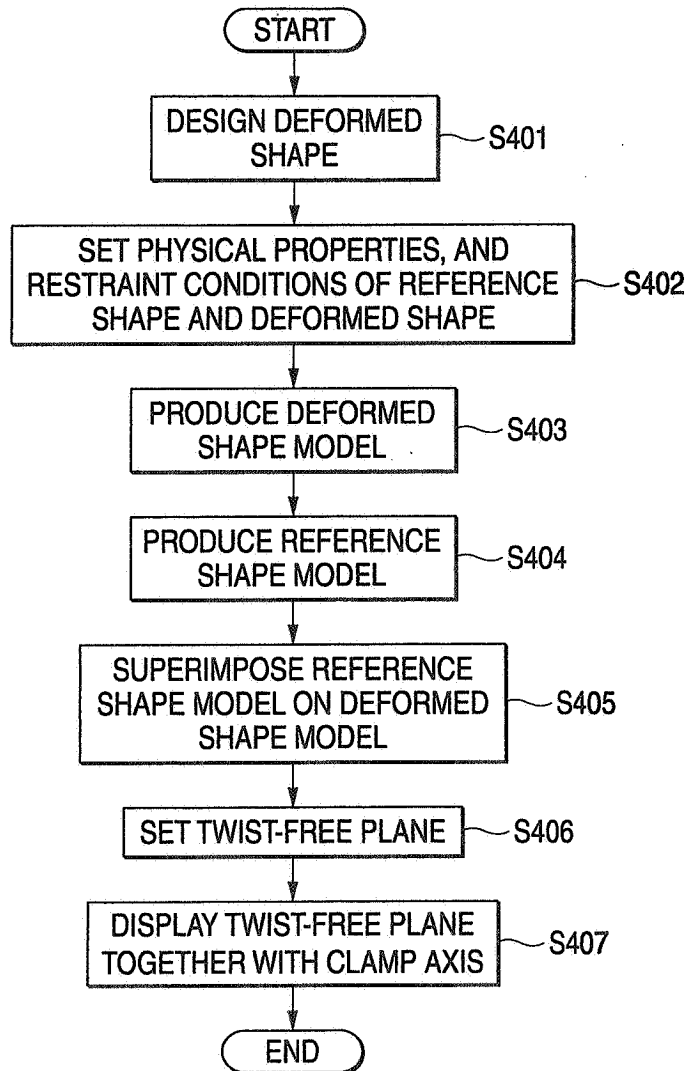 START
DESIGN DEFORMED
SHAPE
S401
SET PHYSICAL PROPERTIES, AND
RESTRAINT CONDITIONS OF REFERENCE
SHAPE AND DEFORMED SHAPE
S402
PRODUCE DEFORMED
SHAPE MODEL
S403
PRODUCE REFERENCE
SHAPE MODEL
S404
SUPERIMPOSE REFERENCE
SHAPE MODEL ON DEFORMED
SHAPE MODEL
S405
SET TWIST-FREE PLANE
S406
DISPLAY TWIST-FREE PLANE
TOGETHER WITH CLAMP AXIS
S407
END